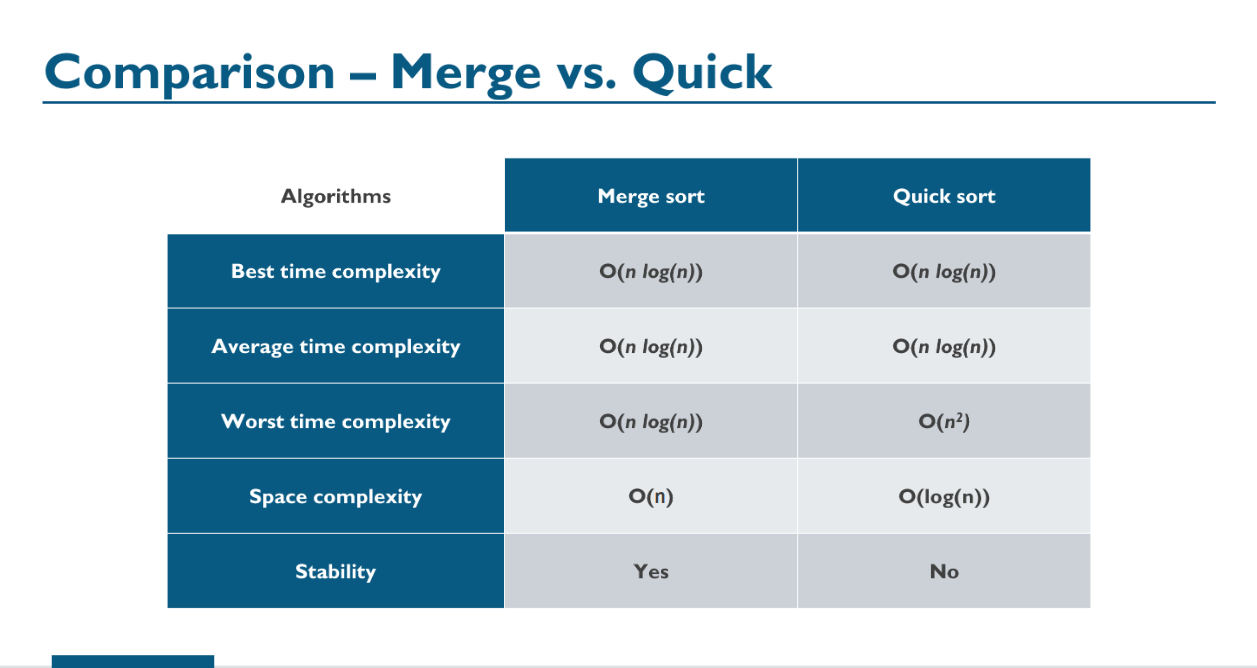 Comparison – Merge vs. Quick
Algorithms Merge sort Quick sort
Best time complexity O(n log(n)) O(n log(n))
Average time complexity O(n log(n)) O(n log(n))
Worst time complexity O(n log(n)) O(n²)
Space complexity O(n) O(log(n))
Stability Yes No